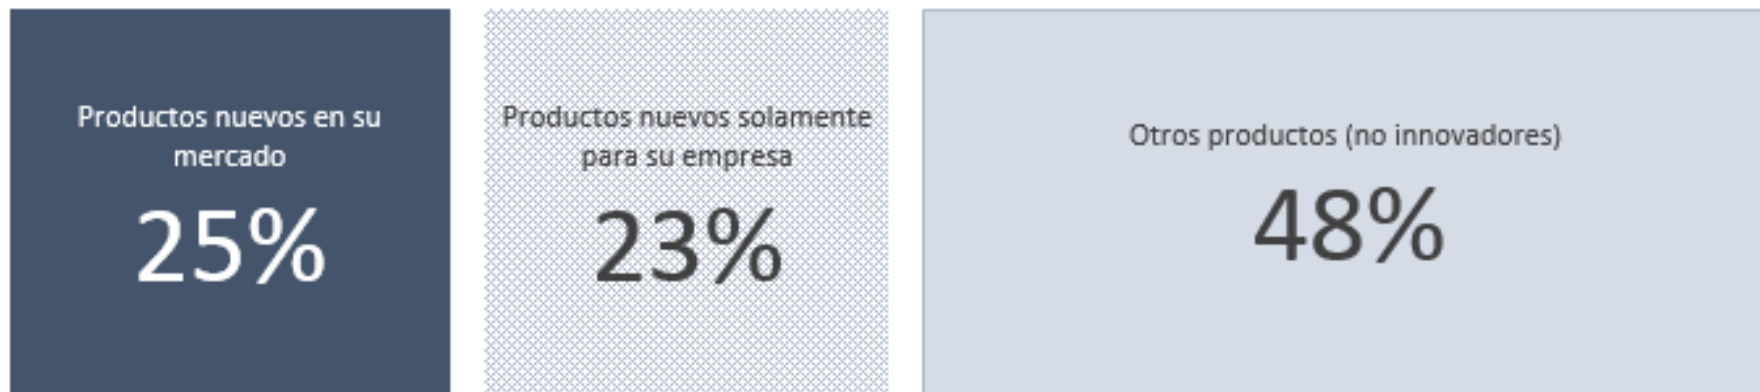 Productos nuevos en su
mercado
25%
Productos nuevos solamente
para su empresa
23%
Otros productos (no innovadores)
48%